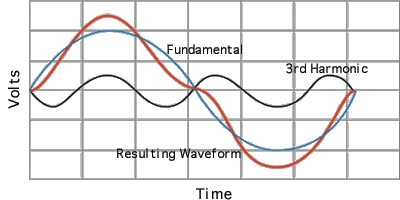 Fundamental
3rd Harmonic
Volts
Resulting Waveform
Time